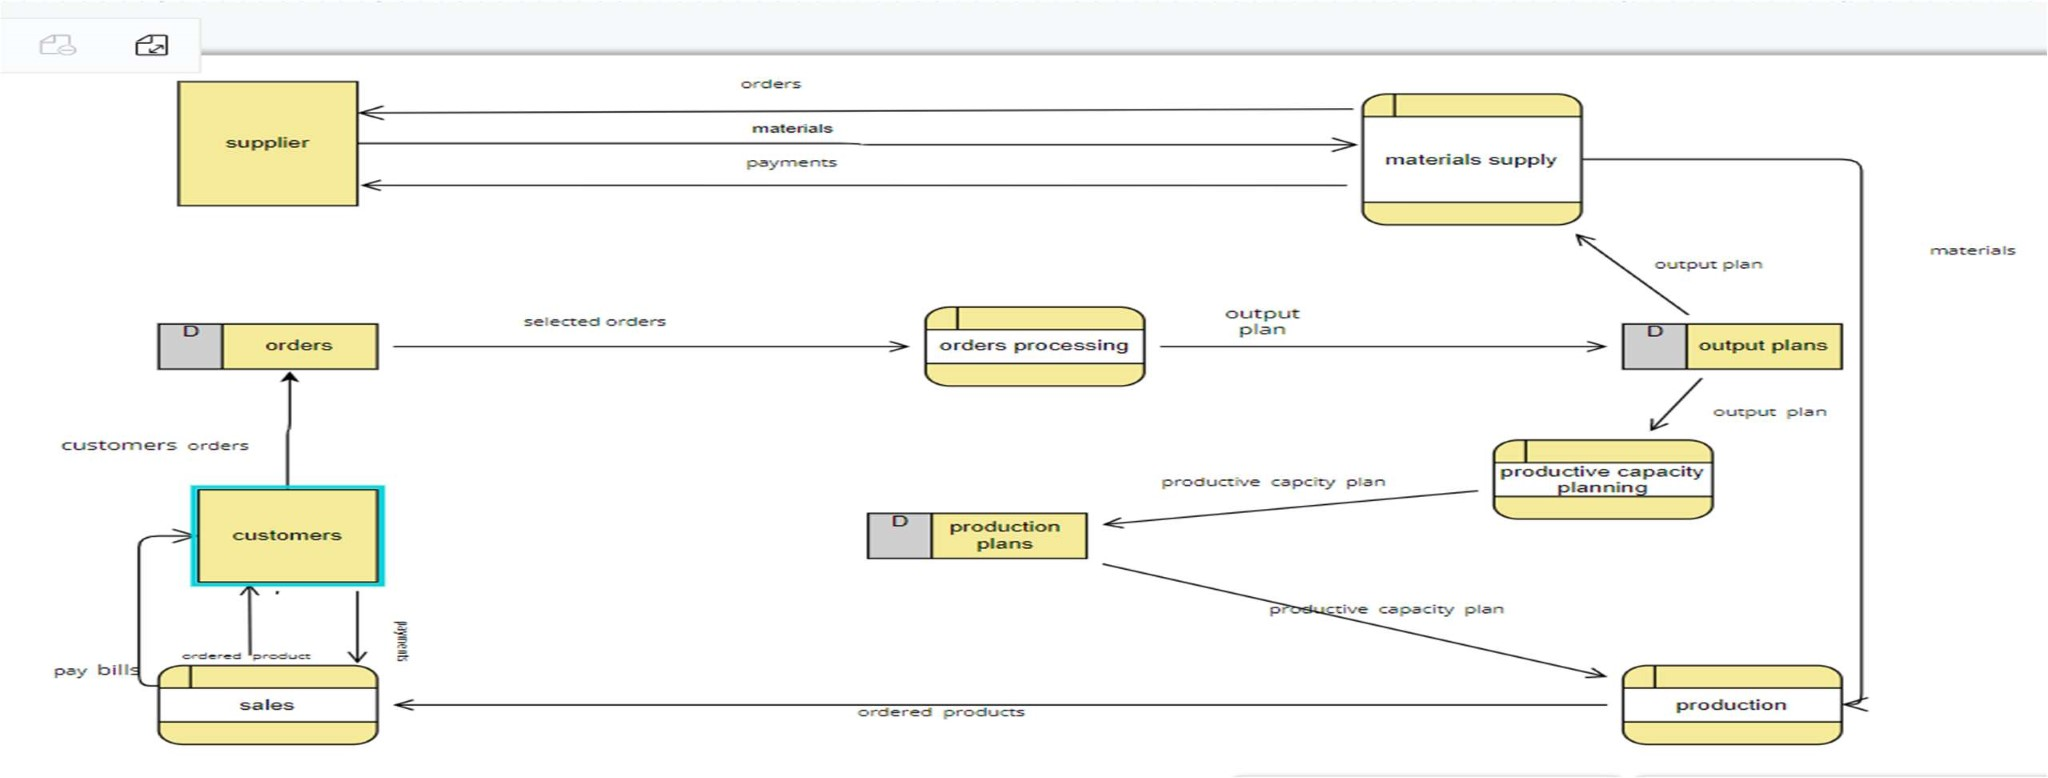 orders
supplier
materials
payments
materials supply
materials
output plan
D
orders
selected orders
orders processing
output
plan
D
output plans
customers orders
output plan
productive capacity
planning
productive capcity plan
D
production
plans
customers
productive capacity plan
payments
ordered product
pay bills
sales
ordered products
production